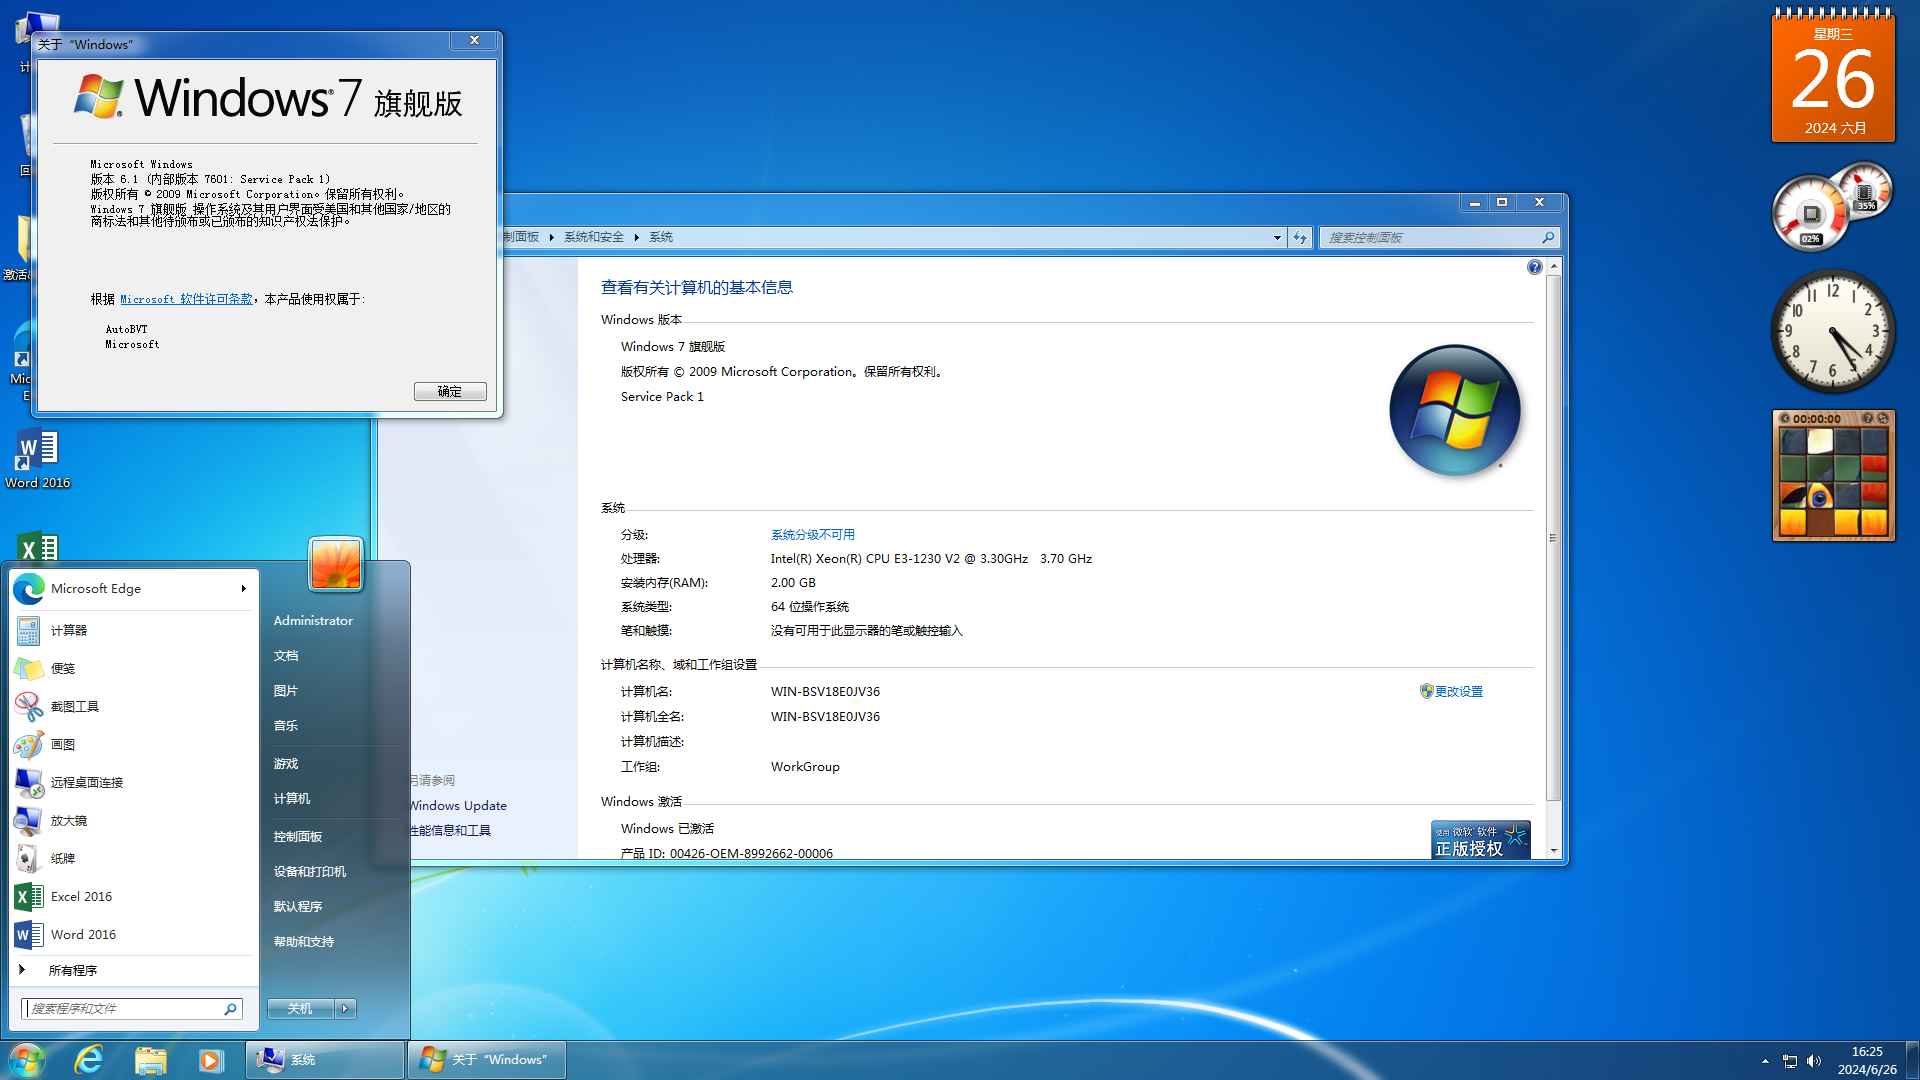 关于 “Windows”
Windows 7 旗舰版
Microsoft Windows
版本 6.1 (内部版本 7601: Service Pack 1)
版权所有 © 2009 Microsoft Corporation。保留所有权利。
Windows 7 旗舰版 操作系统及其用户界面受美国和其他国家/地区的
商标法和其他待颁布或已颁布的知识产权法保护。
根据 Microsoft 软件许可条款, 本产品使用权属于:
AutoBVT
Microsoft
确定
激活
Word 2016
制面板 系统和安全 系统
搜索控制面板
查看有关计算机的基本信息
Windows 版本
Windows 7 旗舰版
版权所有 © 2009 Microsoft Corporation。保留所有权利。
Service Pack 1
系统
分级: 系统分级不可用
处理器: Intel(R) Xeon(R) CPU E3-1230 V2 @ 3.30GHz 3.70 GHz
安装内存(RAM): 2.00 GB
系统类型: 64 位操作系统
笔和触摸: 没有可用于此显示器的笔或触控输入
计算机名称、域和工作组设置
计算机名: WIN-BSV18E0JV36
更改设置
计算机全名: WIN-BSV18E0JV36
计算机描述:
工作组: WorkGroup
Windows 激活
Windows 已激活
产品 ID: 00426-OEM-8992662-00006
使用 微软 软件
正版授权
另请参阅
Windows Update
性能信息和工具
Microsoft Edge
计算器
便笺
截图工具
画图
远程桌面连接
放大镜
纸牌
Excel 2016
Word 2016
所有程序
搜索程序和文件
Administrator
文档
图片
音乐
游戏
计算机
控制面板
设备和打印机
默认程序
帮助和支持
关机
星期三
26
2024 六月
35%
02%
12
1
2
3
4
5
6
7
8
9
10
11
00:00:00
系统
关于 “Windows”
16:25
2024/6/26